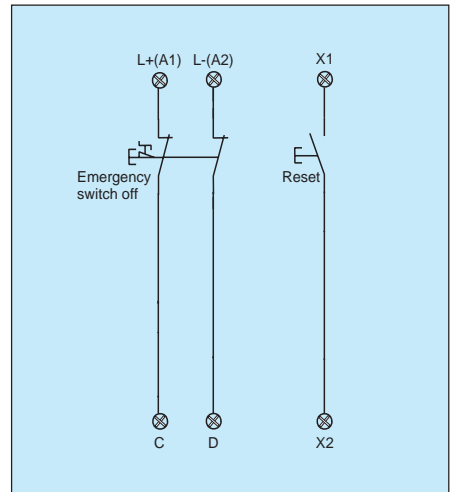 L+(A1) L-(A2) X1
Emergency
switch off
Reset
C D X2